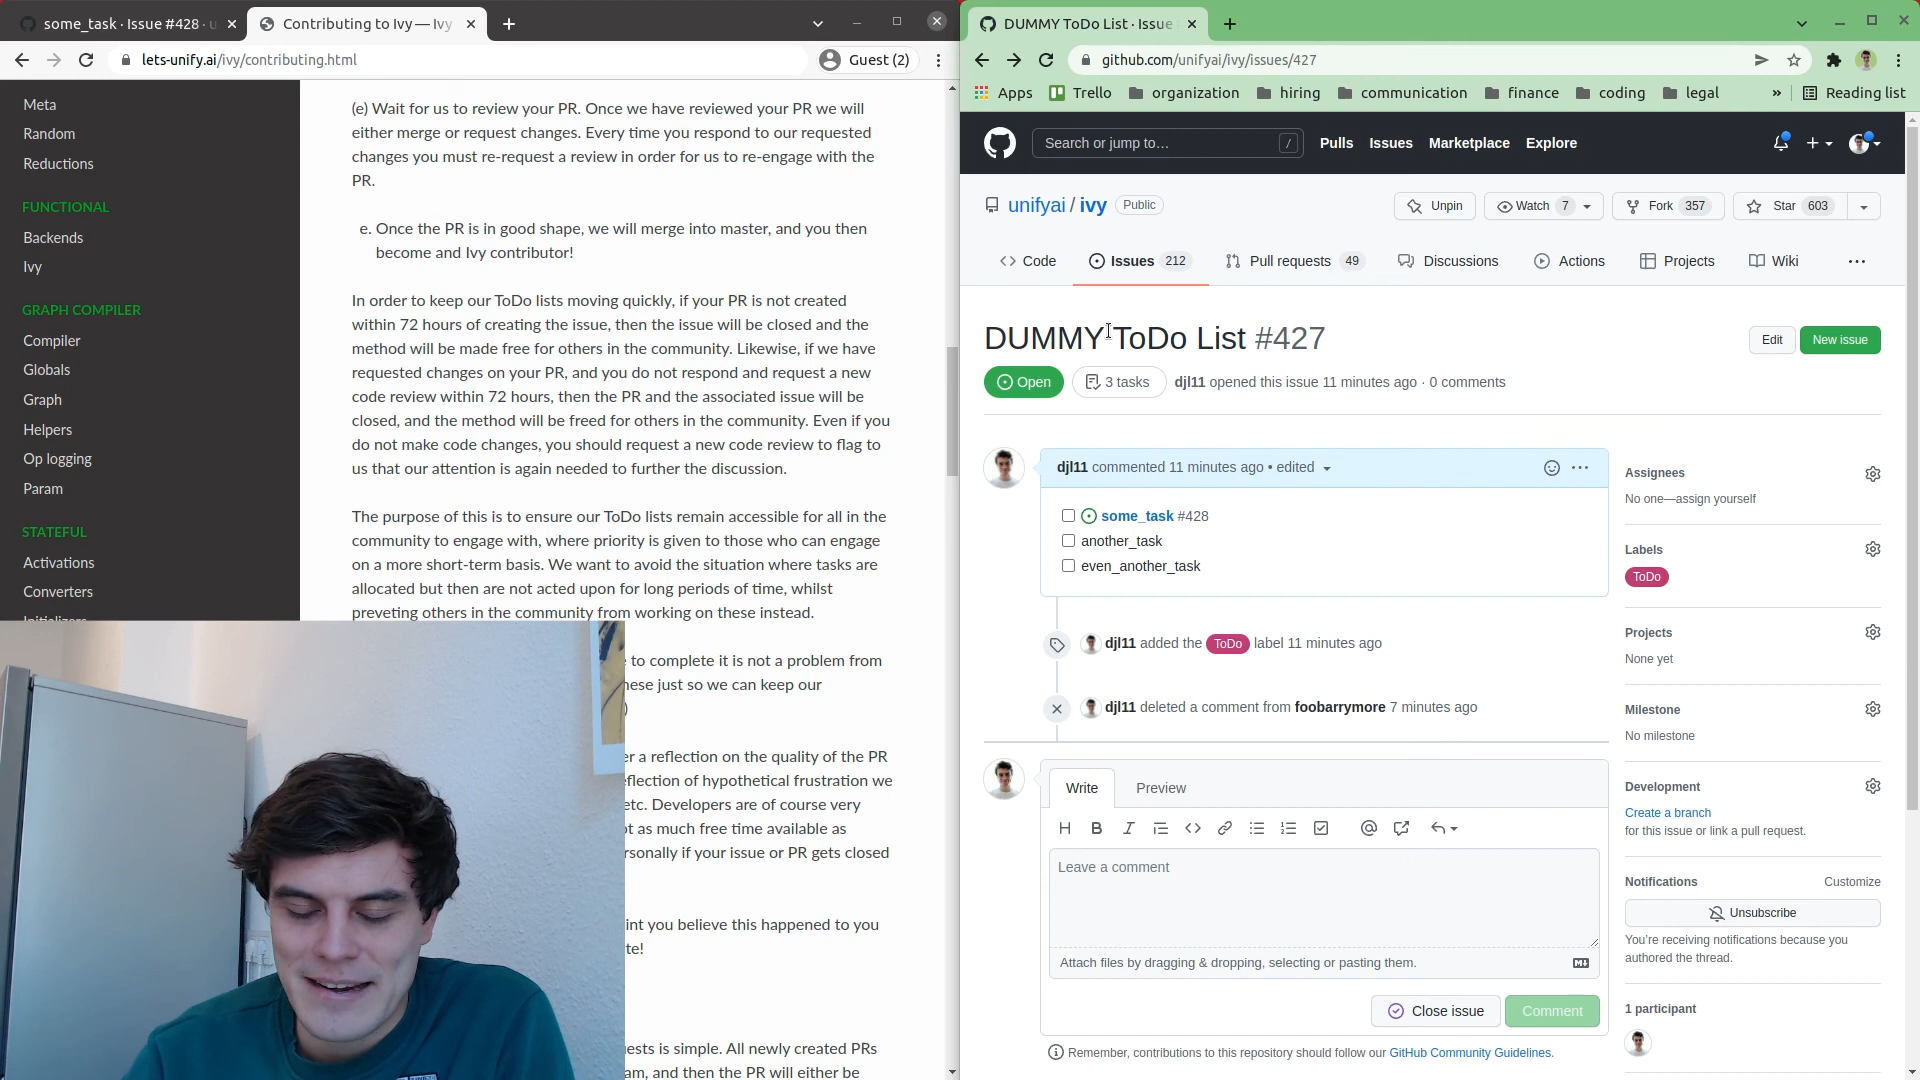 some_task · Issue #428 · u
Contributing to Ivy — Ivy
lets-unify.ai/ivy/contributing.html
Guest (2)
Meta
Random
Reductions
FUNCTIONAL
Backends
Ivy
GRAPH COMPILER
Compiler
Globals
Graph
Helpers
Op logging
Param
STATEFUL
Activations
Converters
(e) Wait for us to review your PR. Once we have reviewed your PR we will
either merge or request changes. Every time you respond to our requested
changes you must re-request a review in order for us to re-engage with the
PR.
e. Once the PR is in good shape, we will merge into master, and you then
become and Ivy contributor!
In order to keep our ToDo lists moving quickly, if your PR is not created
within 72 hours of creating the issue, then the issue will be closed and the
method will be made free for others in the community. Likewise, if we have
requested changes on your PR, and you do not respond and request a new
code review within 72 hours, then the PR and the associated issue will be
closed, and the method will be freed for others in the community. Even if you
do not make code changes, you should request a new code review to flag to
us that our attention is again needed to further the discussion.
The purpose of this is to ensure our ToDo lists remain accessible for all in the
community to engage with, where priority is given to those who can engage
on a more short-term basis. We want to avoid the situation where tasks are
allocated but then are not acted upon for long periods of time, whilst
preveting others in the community from working on these instead.
to complete it is not a problem from
hese just so we can keep our
)
er a reflection on the quality of the PR
flection of hypothetical frustration we
etc. Developers are of course very
ot as much free time available as
rsonally if your issue or PR gets closed
int you believe this happened to you
te!
ests is simple. All newly created PRs
am, and then the PR will either be
DUMMY ToDo List · Issue
github.com/unifyai/ivy/issues/427
Apps Trello organization hiring communication finance coding legal » Reading list
Search or jump to… /
Pulls Issues Marketplace Explore
unifyai / ivy Public
Unpin Watch 7 Fork 357 Star 603
Code Issues 212 Pull requests 49 Discussions Actions Projects Wiki
DUMMY ToDo List #427
Edit New issue
Open 3 tasks djl11 opened this issue 11 minutes ago · 0 comments
djl11 commented 11 minutes ago • edited
some_task #428
another_task
even_another_task
djl11 added the ToDo label 11 minutes ago
djl11 deleted a comment from foobarrymore 7 minutes ago
Write Preview
Leave a comment
Attach files by dragging & dropping, selecting or pasting them.
Close issue Comment
Remember, contributions to this repository should follow our GitHub Community Guidelines.
Assignees
No one—assign yourself
Labels
ToDo
Projects
None yet
Milestone
No milestone
Development
Create a branch
for this issue or link a pull request.
Notifications Customize
Unsubscribe
You're receiving notifications because you
authored the thread.
1 participant